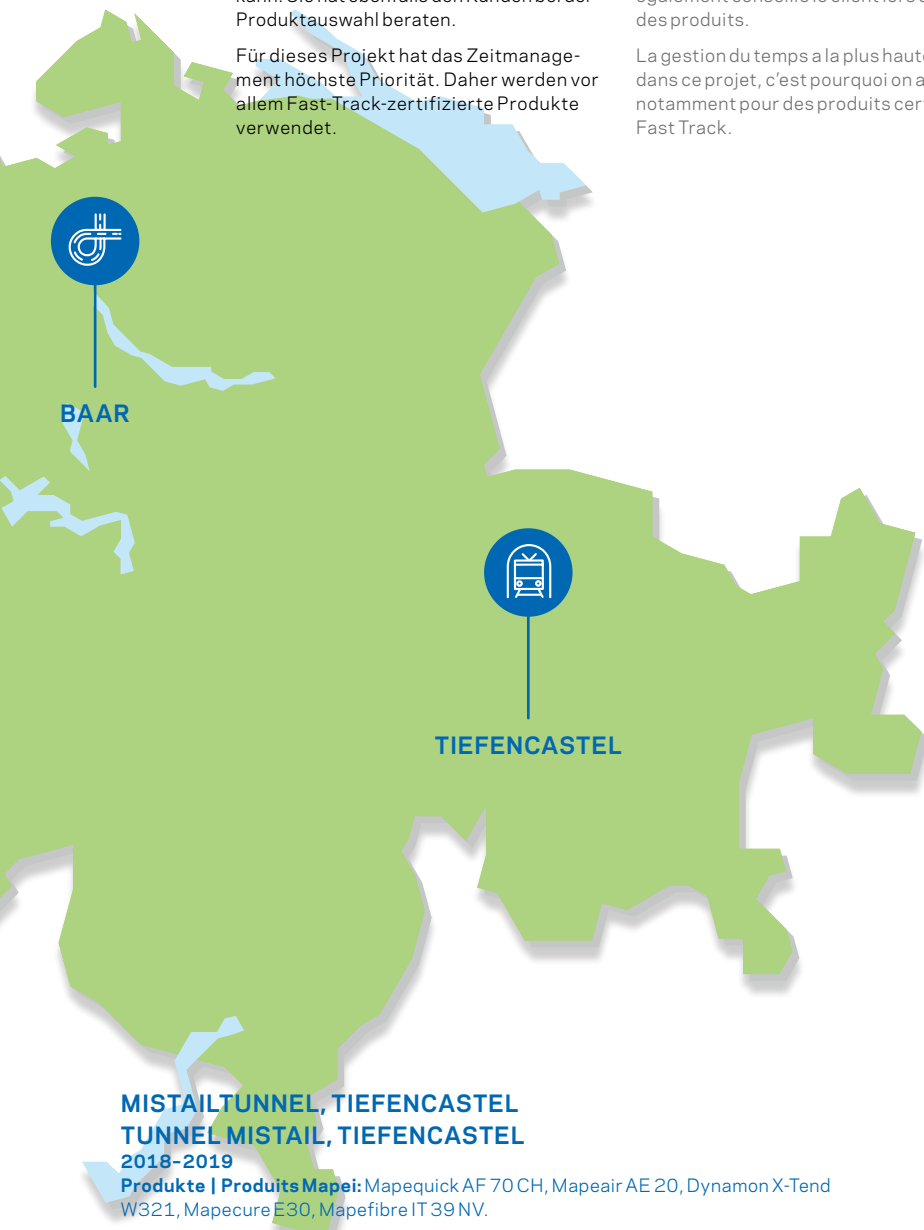 Produktauswahl beraten.
Für dieses Projekt hat das Zeitmanage-
ment höchste Priorität. Daher werden vor
allem Fast-Track-zertifizierte Produkte
verwendet.
des produits.
La gestion du temps a la plus haute
dans ce projet, c'est pourquoi on a
notamment pour des produits cer
Fast Track.
BAAR
TIEFENCASTEL
MISTAILTUNNEL, TIEFENCASTEL
TUNNEL MISTAIL, TIEFENCASTEL
2018-2019
Produkte | Produits Mapei: Mapequick AF 70 CH, Mapeair AE 20, Dynamon X-Tend
W321, Mapecure E30, Mapefibre IT 39 NV.